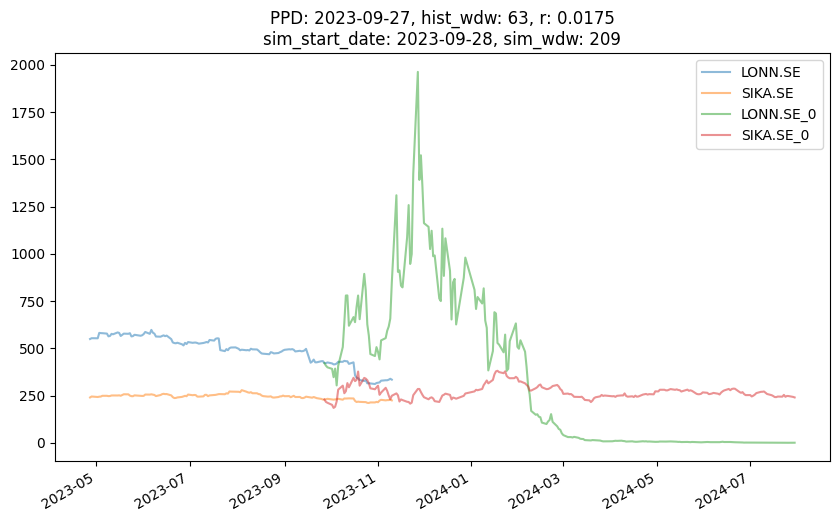 PPD: 2023-09-27, hist_wdw: 63, r: 0.0175
sim_start_date: 2023-09-28, sim_wdw: 209
LONN.SE
SIKA.SE
LONN.SE_0
SIKA.SE_0
2000
1750
1500
1250
1000
750
500
250
0
2023-05
2023-07
2023-09
2023-11
2024-01
2024-03
2024-05
2024-07